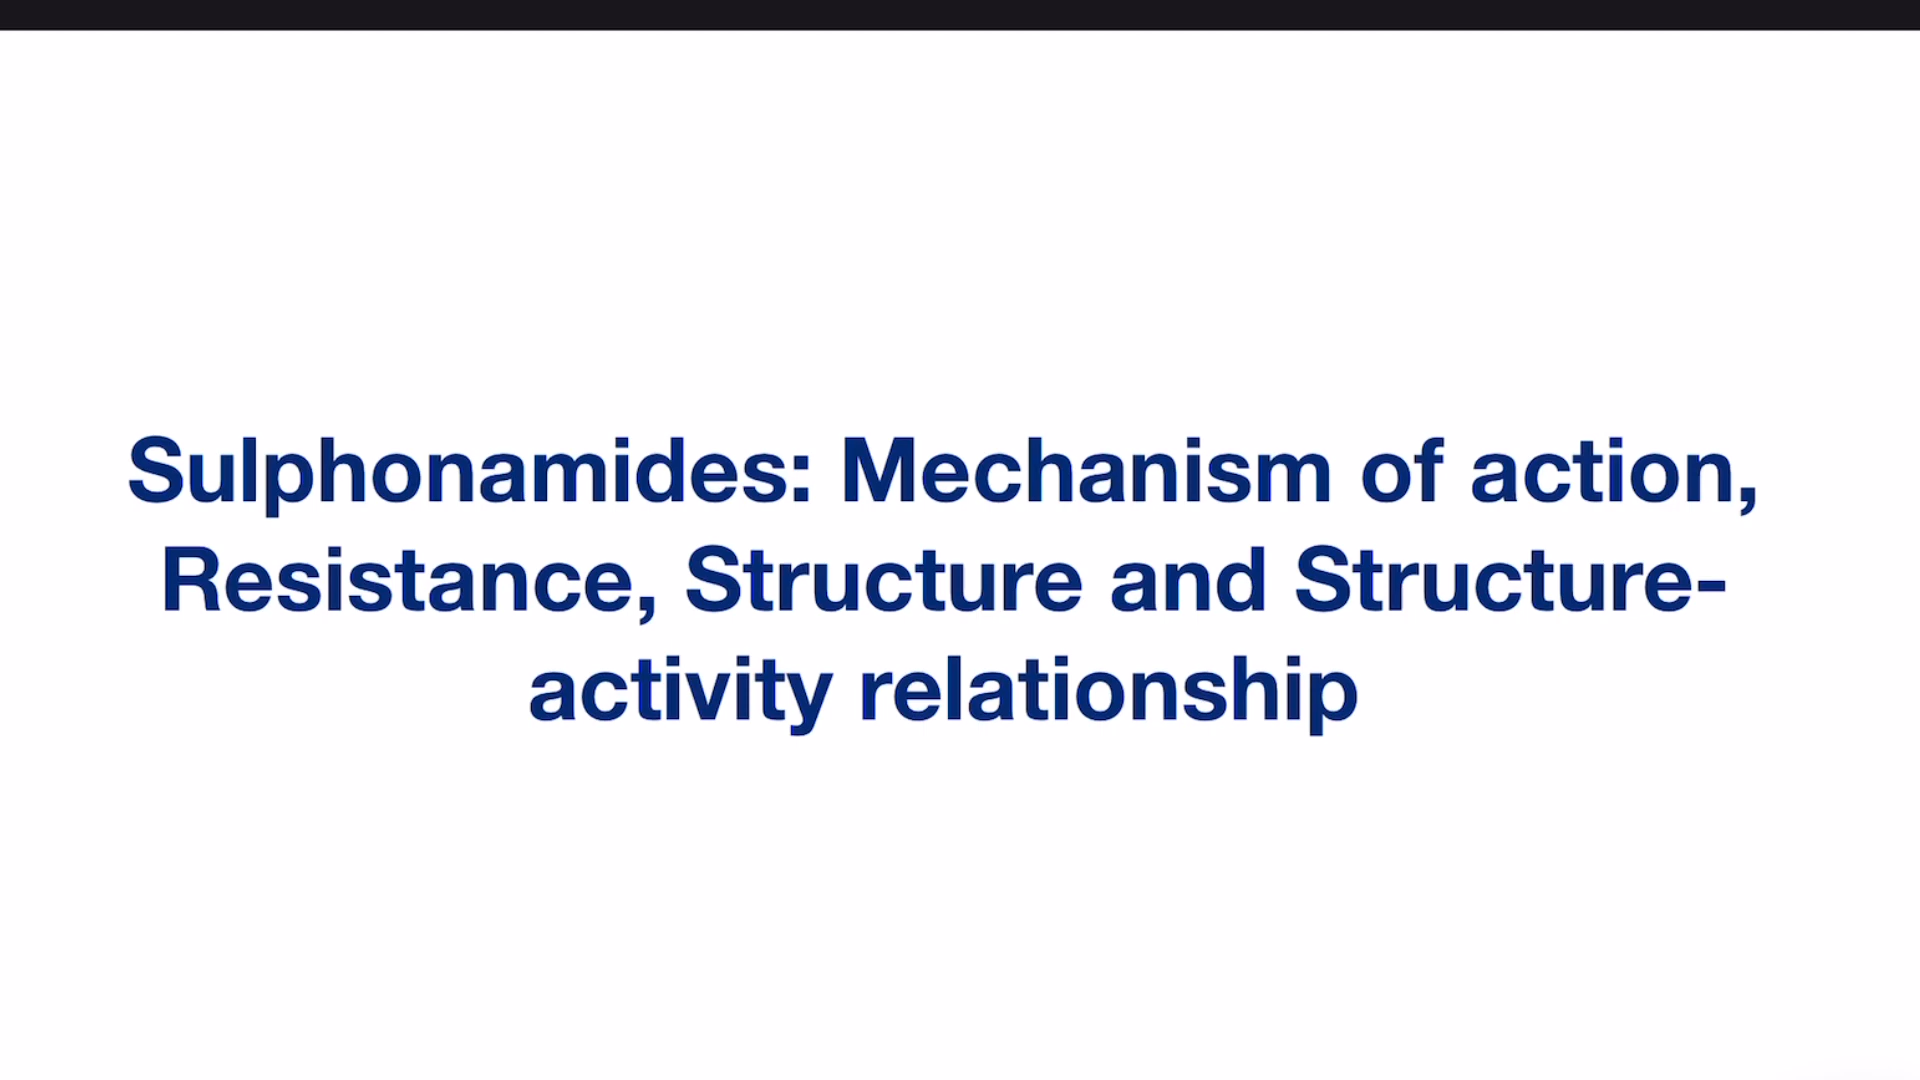 Sulphonamides: Mechanism of action,
Resistance, Structure and Structure-
activity relationship